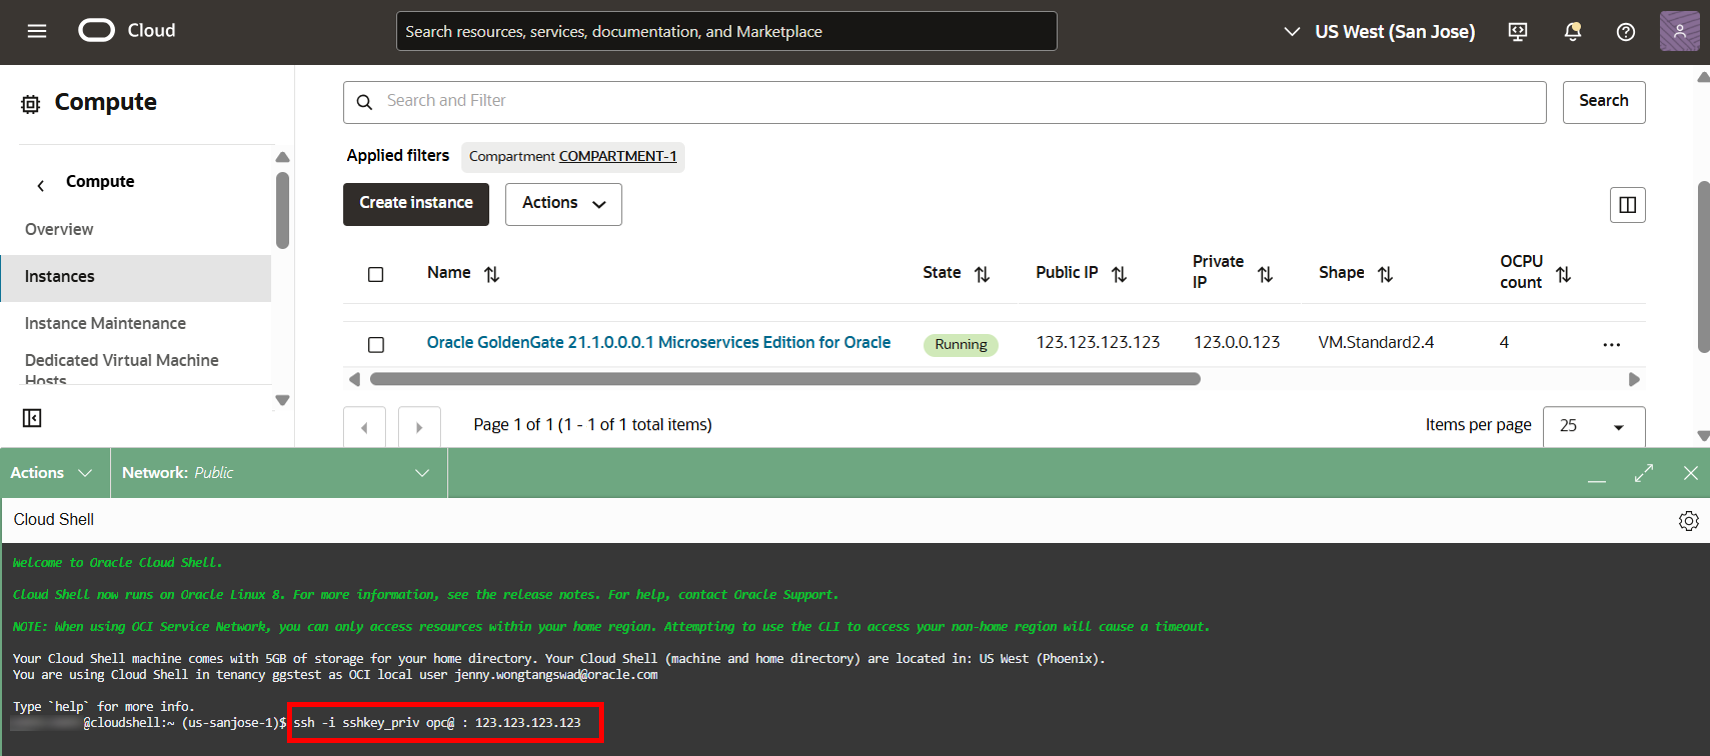 Cloud
Search resources, services, documentation, and Marketplace
US West (San Jose)
Compute
Compute
Overview
Instances
Instance Maintenance
Dedicated Virtual Machine
Hosts
Search and Filter
Search
Applied filters
Compartment COMPARTMENT-1
Create instance
Actions
Name
State
Public IP
Private
IP
Shape
OCPU
count
Oracle GoldenGate 21.1.0.0.0.1 Microservices Edition for Oracle
Running
123.123.123.123
123.0.0.123
VM.Standard2.4
4
Page 1 of 1 (1 - 1 of 1 total items)
Items per page
25
Actions
Network: Public
Cloud Shell
Welcome to Oracle Cloud Shell.
Cloud Shell now runs on Oracle Linux 8. For more information, see the release notes. For help, contact Oracle Support.
NOTE: When using OCI Service Network, you can only access resources within your home region. Attempting to use the CLI to access your non-home region will cause a timeout.
Your Cloud Shell machine comes with 5GB of storage for your home directory. Your Cloud Shell (machine and home directory) are located in: US West (Phoenix).
You are using Cloud Shell in tenancy ggstest as OCI local user jenny.wongtangswad@oracle.com
Type `help` for more info.
@cloudshell:~ (us-sanjose-1)$ ssh -i sshkey_priv opc@ : 123.123.123.123